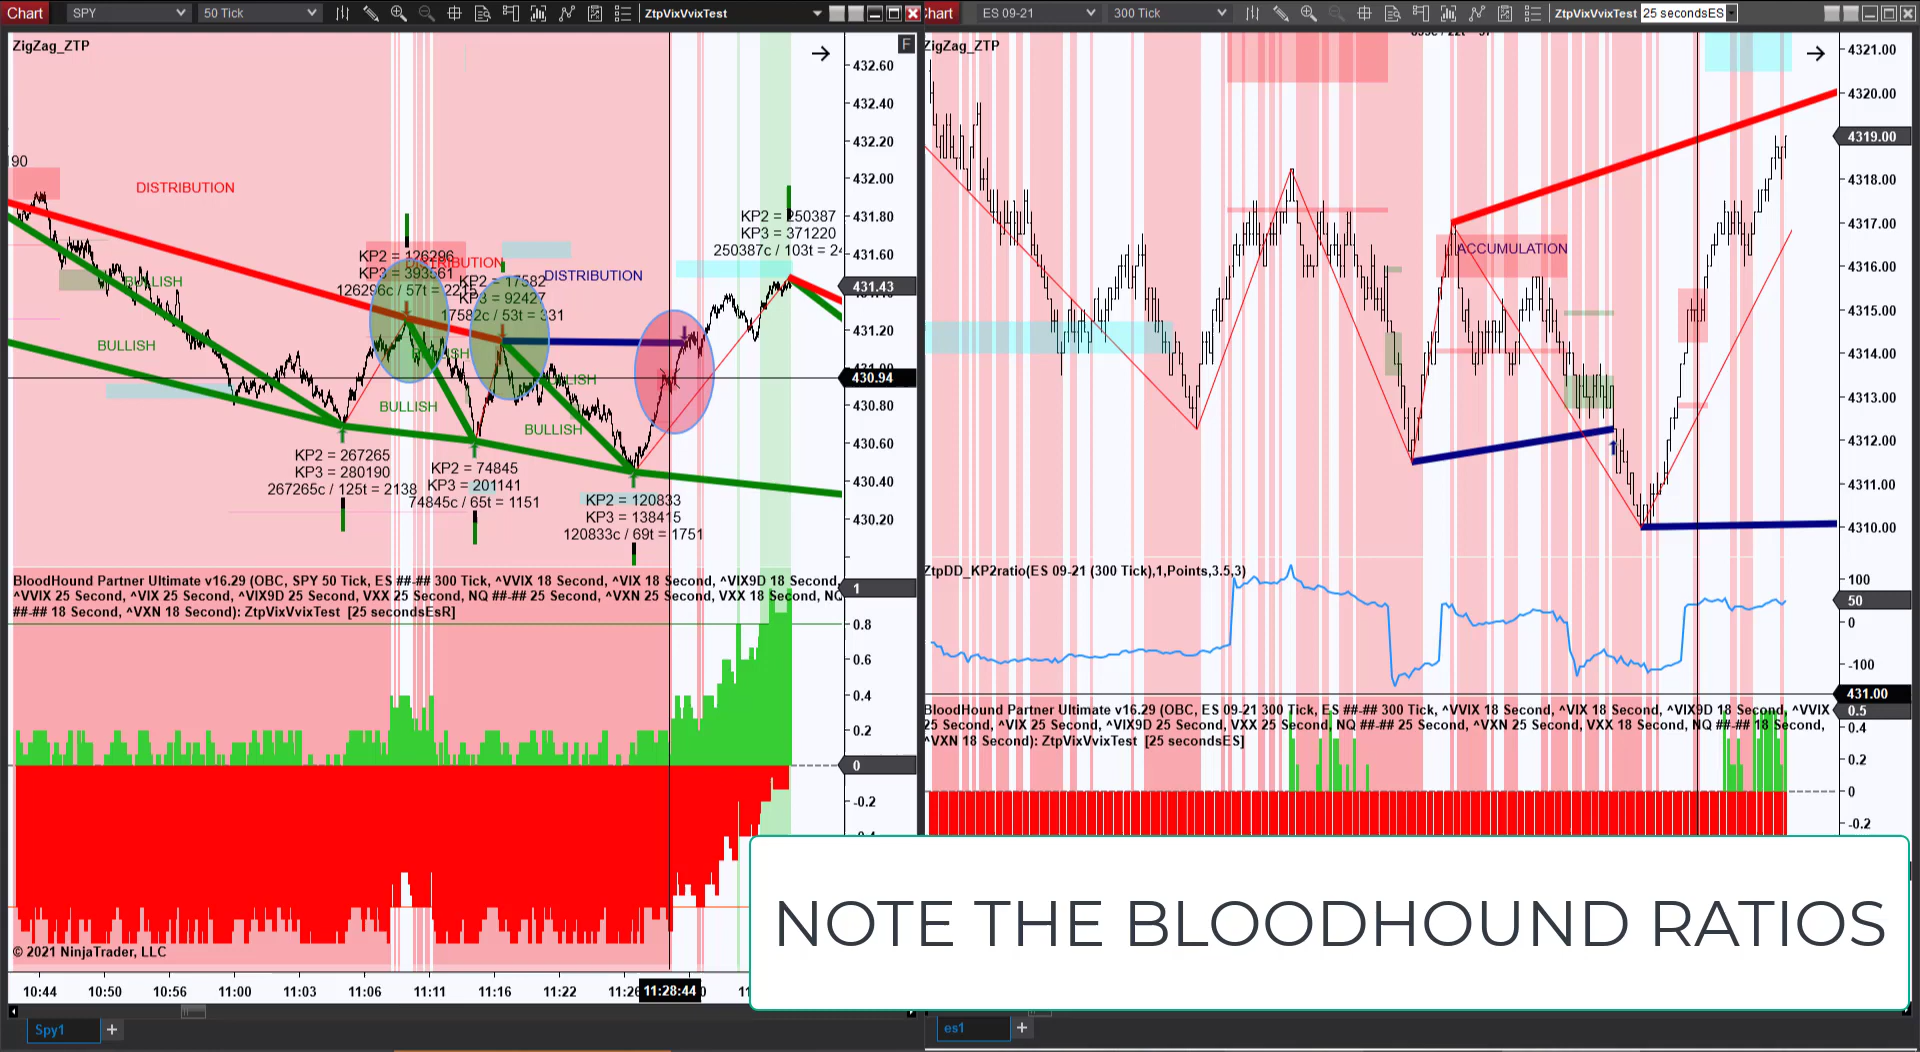 Chart SPY 50 Tick ZtpVixVvixTest
ZigZag_ZTP
F
432.60
432.40
432.20
432.00
431.80
431.60
431.43
431.20
430.94
430.80
430.60
430.40
430.20
DISTRIBUTION
BULLISH
BULLISH
KP2 = 126296
KP3 = 393561
KP2 = 17582
KP3 = 92427
17582c / 53t = 331
DISTRIBUTION
KP2 = 250387
KP3 = 371220
250387c / 103t = 24
BULLISH
BULLISH
KP2 = 267265
KP3 = 280190
267265c / 125t = 2138
KP2 = 74845
KP3 = 201141
74845c / 65t = 1151
KP2 = 120833
KP3 = 138415
120833c / 69t = 1751
BloodHound Partner Ultimate v16.29 (OBC, SPY 50 Tick, ES ##-## 300 Tick, ^VVIX 18 Second, ^VIX 18 Second, ^VIX9D 18 Second,
^VVIX 25 Second, ^VIX 25 Second, ^VIX9D 25 Second, VXX 25 Second, NQ ##-## 25 Second, ^VXN 25 Second, VXX 18 Second, NQ
##-## 18 Second, ^VXN 18 Second): ZtpVixVvixTest [25 secondsEsR]
1
0.8
0.6
0.4
0.2
0
-0.2
© 2021 NinjaTrader, LLC
10:44 10:50 10:56 11:00 11:03 11:06 11:11 11:16 11:22 11:28:44
Spy1 +
Chart ES 09-21 300 Tick ZtpVixVvixTest 25 secondsES
ZigZag_ZTP
4321.00
4320.00
4319.00
4318.00
4317.00
4316.00
4315.00
4314.00
4313.00
4312.00
4311.00
4310.00
ACCUMULATION
ZtpDD_KP2ratio(ES 09-21 (300 Tick),1,Points,3.5,3)
100
50
0
-100
431.00
BloodHound Partner Ultimate v16.29 (OBC, ES 09-21 300 Tick, ES ##-## 300 Tick, ^VVIX 18 Second, ^VIX 18 Second, ^VIX9D 18 Second, ^VVIX
25 Second, ^VIX 25 Second, ^VIX9D 25 Second, VXX 25 Second, NQ ##-## 25 Second, ^VXN 25 Second, VXX 18 Second, NQ ##-## 18 Second,
^VXN 18 Second): ZtpVixVvixTest [25 secondsES]
0.5
0.4
0.2
0
-0.2
NOTE THE BLOODHOUND RATIOS
es1 +